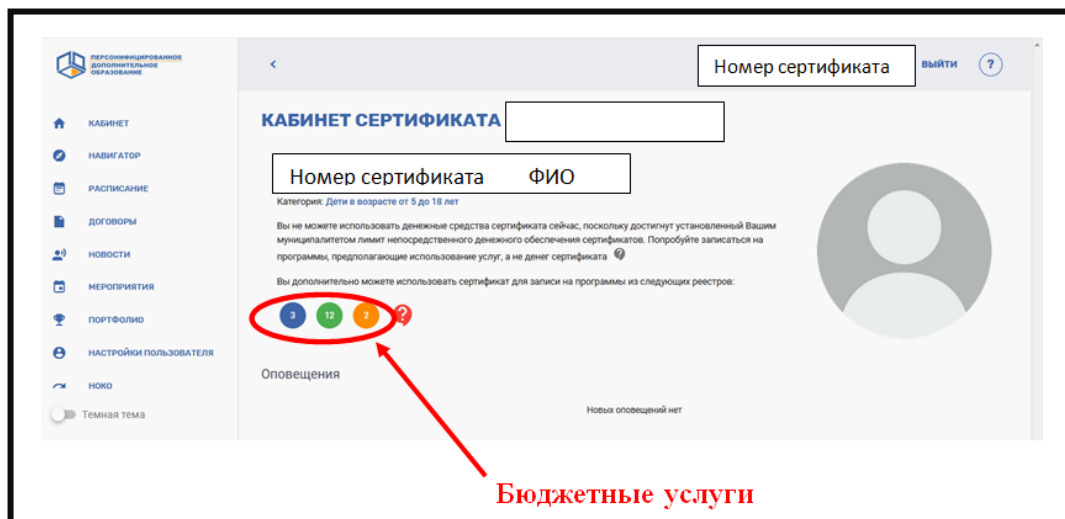 ПЕРСОНИФИЦИРОВАННОЕ
ДОПОЛНИТЕЛЬНОЕ
ОБРАЗОВАНИЕ
Номер сертификата
ВЫЙТИ
?
КАБИНЕТ
НАВИГАТОР
РАСПИСАНИЕ
ДОГОВОРЫ
НОВОСТИ
МЕРОПРИЯТИЯ
ПОРТФОЛИО
НАСТРОЙКИ ПОЛЬЗОВАТЕЛЯ
НОКО
Темная тема
КАБИНЕТ СЕРТИФИКАТА
Номер сертификата ФИО
Категория: Дети в возрасте от 5 до 18 лет
Вы не можете использовать денежные средства сертификата сейчас, поскольку достигнут установленный Вашим
муниципалитетом лимит непосредственного денежного обеспечения сертификатов. Попробуйте записаться на
программы, предполагающие использование услуг, а не денег сертификата ?
Вы дополнительно можете использовать сертификат для записи на программы из следующих реестров:
3 12 2 ?
Оповещения
Новых оповещений нет
Бюджетные услуги